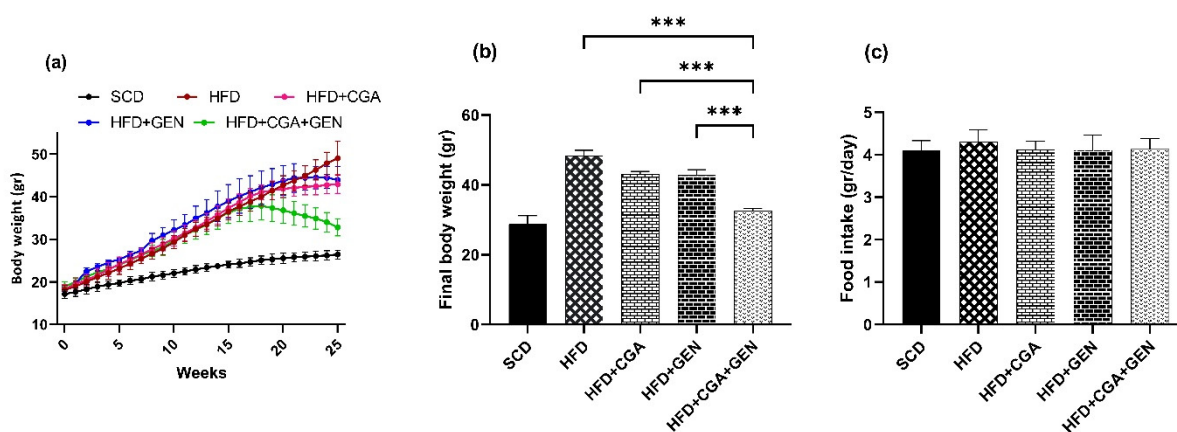 (a)
SCD HFD HFD+CGA
HFD+GEN HFD+CGA+GEN
Body weight (gr)
50
40
30
20
10
0 5 10 15 20 25
Weeks
(b)
***
***
***
Final body weight (gr)
60
40
20
0
SCD HFD HFD+CGA HFD+GEN HFD+CGA+GEN
(c)
Food intake (gr/day)
5
4
3
2
1
0
SCD HFD HFD+CGA HFD+GEN HFD+CGA+GEN